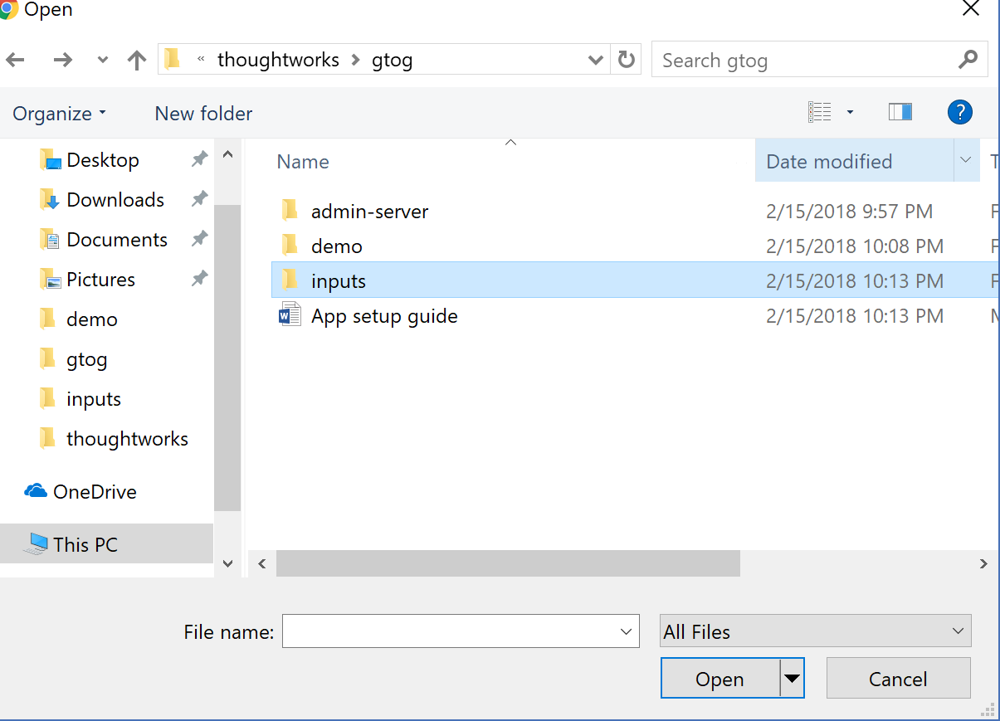 Open
« thoughtworks > gtog
Search gtog
Organize
New folder
?
Desktop
Downloads
Documents
Pictures
demo
gtog
inputs
thoughtworks
OneDrive
This PC
Name Date modified T
admin-server 2/15/2018 9:57 PM F
demo 2/15/2018 10:08 PM F
inputs 2/15/2018 10:13 PM F
W App setup guide 2/15/2018 10:13 PM M
File name:
All Files
Open
Cancel